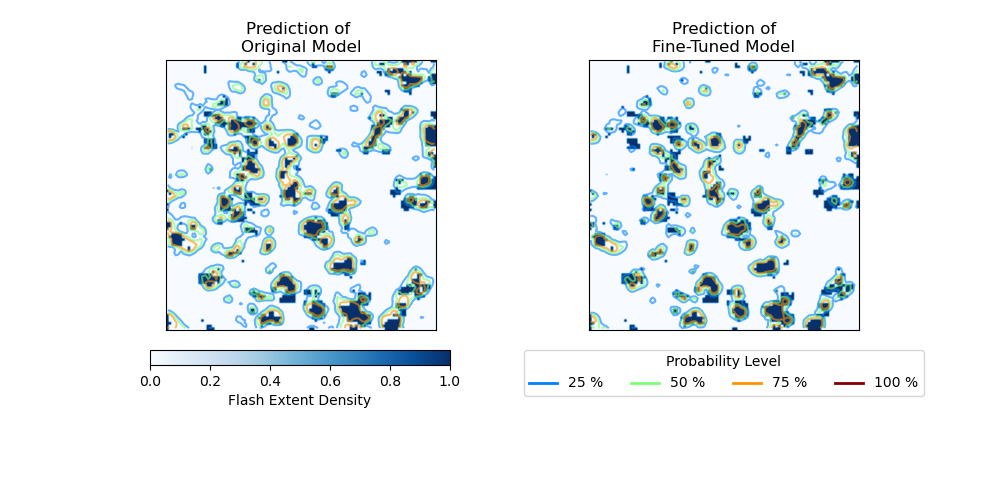 Prediction of
Original Model
Prediction of
Fine-Tuned Model
0.0 0.2 0.4 0.6 0.8 1.0
Flash Extent Density
Probability Level
25 % 50 % 75 % 100 %